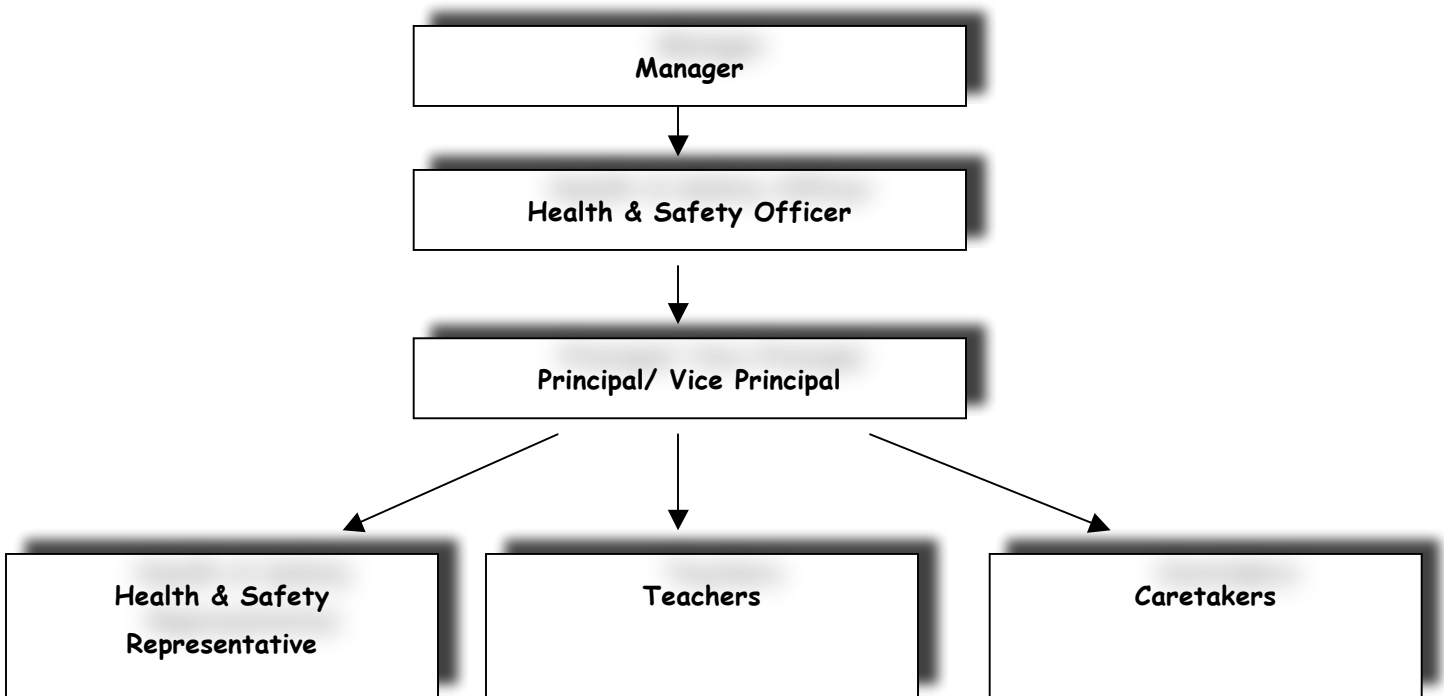 Manager
Health & Safety Officer
Principal/ Vice Principal
Health & Safety
Representative
Teachers
Caretakers